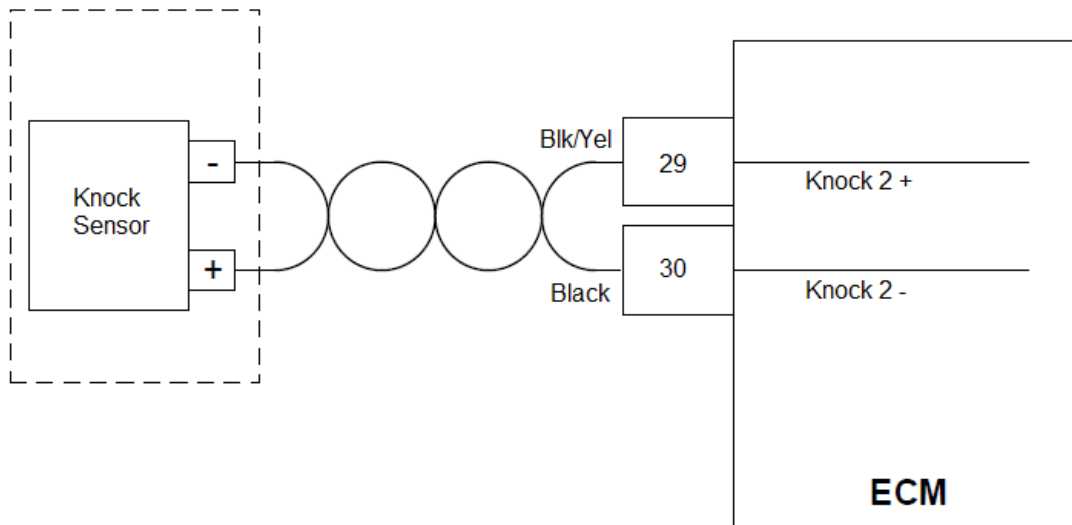 Knock
Sensor
-
+
Blk/Yel
Black
29
30
Knock 2 +
Knock 2 -
ECM